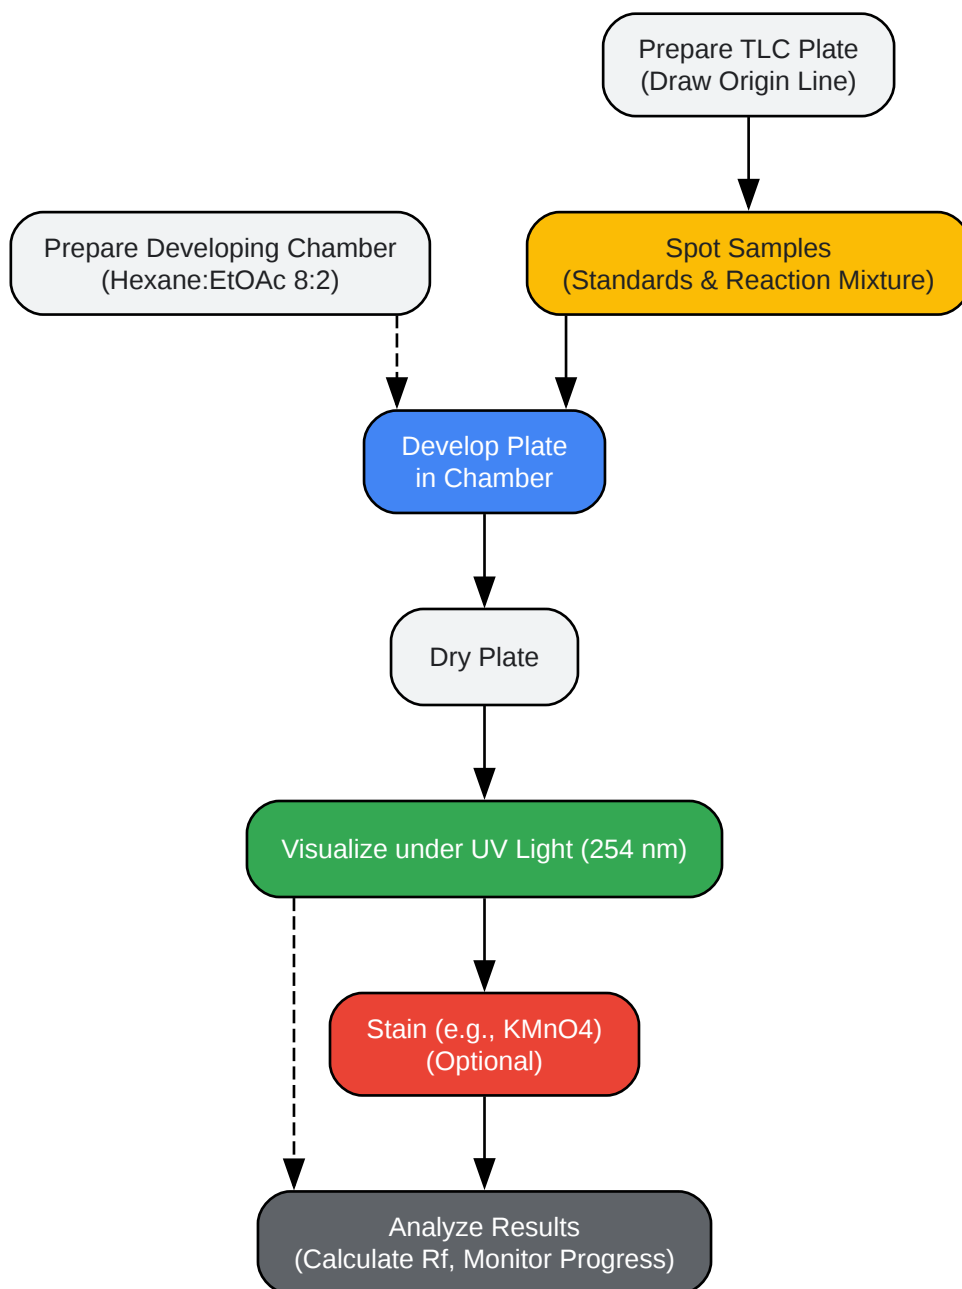 Prepare TLC Plate
(Draw Origin Line)
Prepare Developing Chamber
(Hexane:EtOAc 8:2)
Spot Samples
(Standards & Reaction Mixture)
Develop Plate
in Chamber
Dry Plate
Visualize under UV Light (254 nm)
Stain (e.g., KMnO4)
(Optional)
Analyze Results
(Calculate Rf, Monitor Progress)